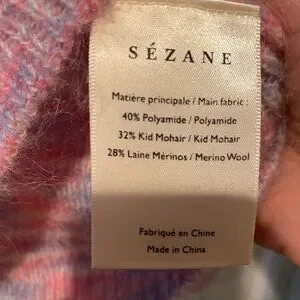 SÉZANE
Matière principale / Main fabric :
40% Polyamide / Polyamide
32% Kid Mohair / Kid Mohair
28% Laine Mérinos / Merino Wool
Fabriqué en Chine
Made in China